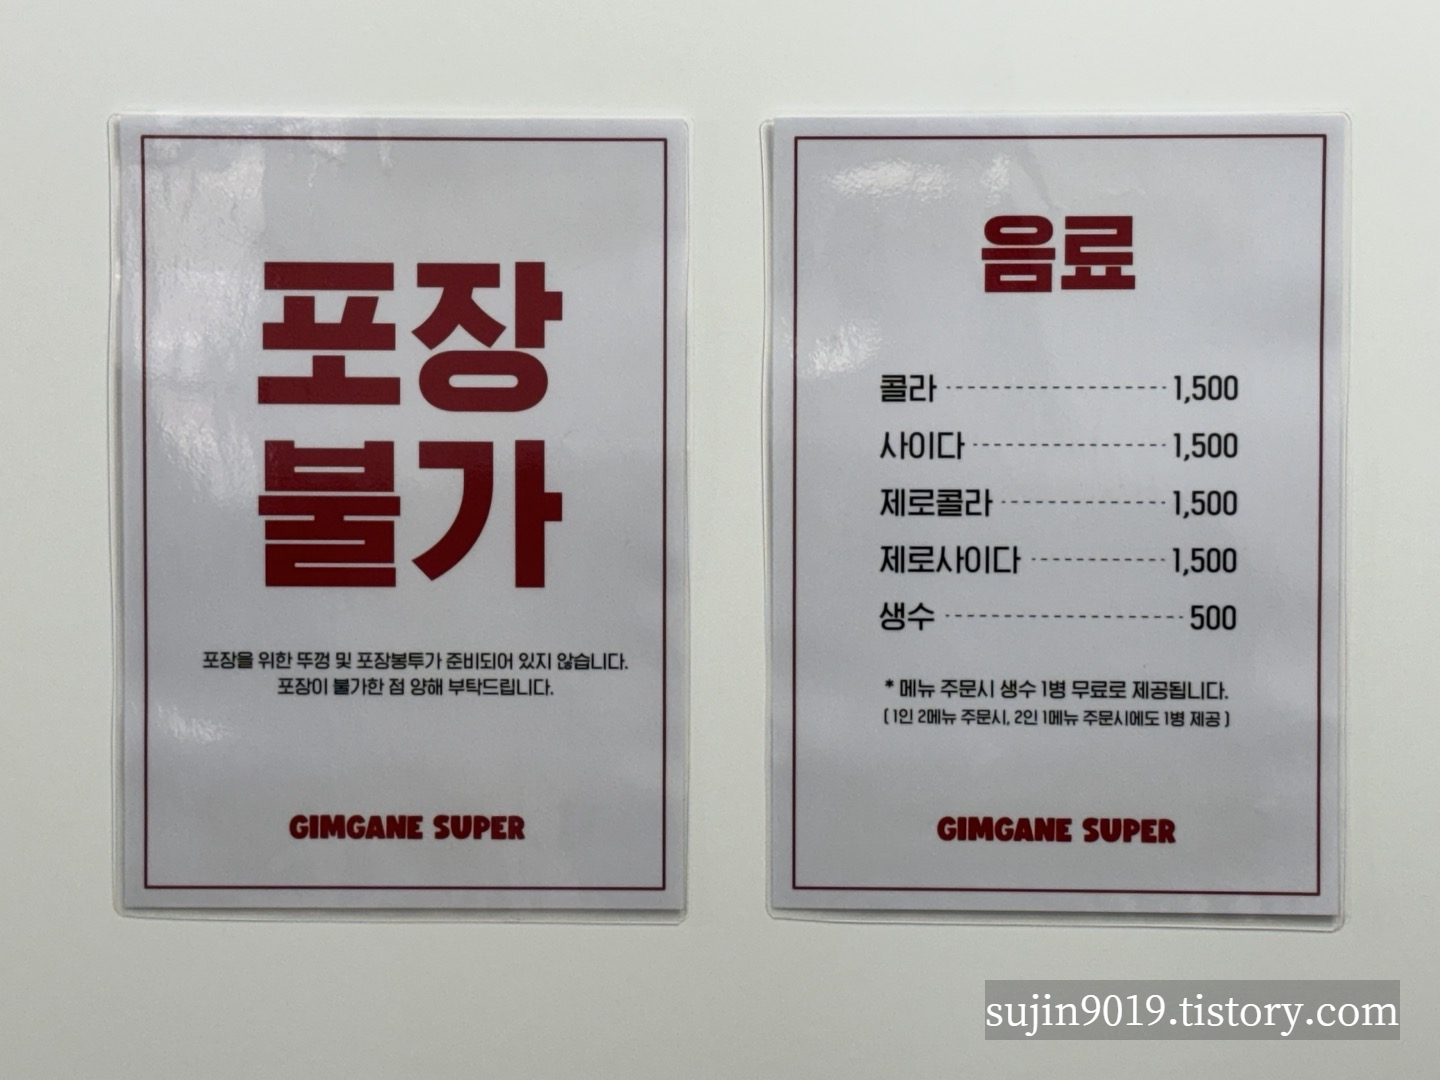 포장
불가
포장을 위한 뚜껑 및 포장봉투가 준비되어 있지 않습니다.
포장이 불가한 점 양해 부탁드립니다.
GIMGANE SUPER
음료
콜라 1,500
사이다 1,500
제로콜라 1,500
제로사이다 1,500
생수 500
* 메뉴 주문시 생수 1병 무료로 제공됩니다.
( 1인 2메뉴 주문시, 2인 1메뉴 주문시에도 1병 제공 )
GIMGANE SUPER
sujin9019.tistory.com